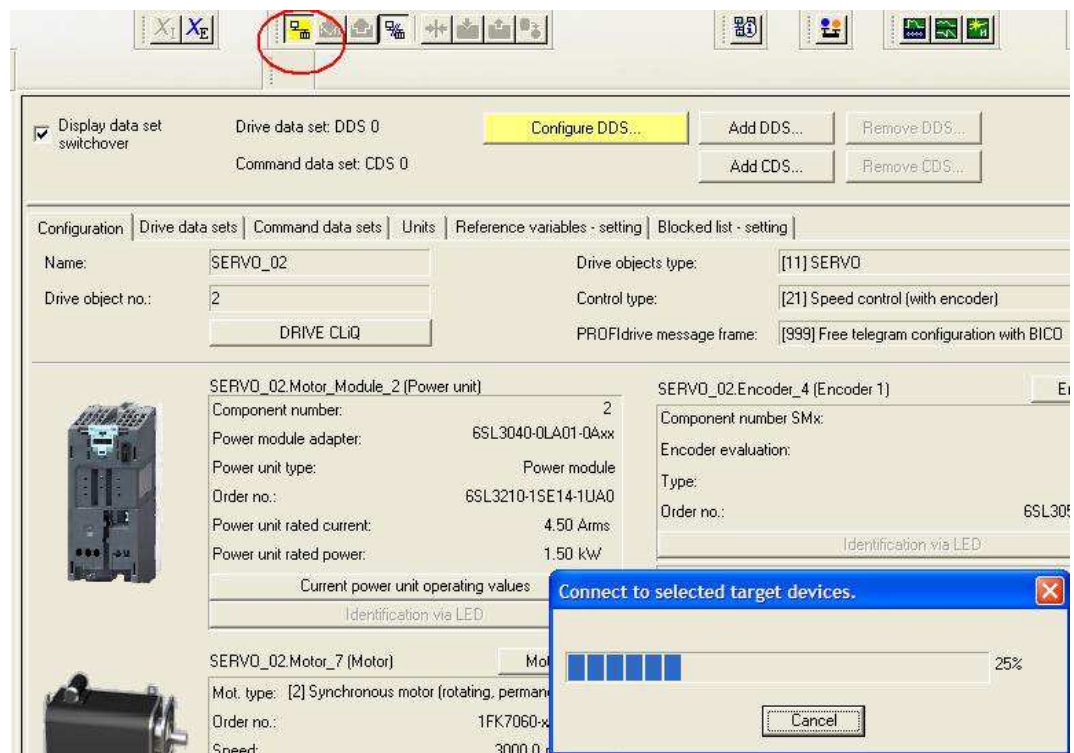 X_I X_E
Display data set
switchover
Drive data set: DDS 0
Configure DDS...
Add DDS...
Remove DDS...
Command data set: CDS 0
Add CDS...
Remove CDS...
Configuration Drive data sets Command data sets Units Reference variables - setting Blocked list - setting
Name: SERVO_02 Drive objects type: [11] SERVO
Drive object no.: 2 Control type: [21] Speed control (with encoder)
DRIVE CLiQ PROFIdrive message frame: [999] Free telegram configuration with BICO
SERVO_02.Motor_Module_2 (Power unit)
Component number: 2
Power module adapter: 6SL3040-0LA01-0Axx
Power unit type: Power module
Order no.: 6SL3210-1SE14-1UA0
Power unit rated current: 4.50 Arms
Power unit rated power: 1.50 kW
Current power unit operating values
Identification via LED
SERVO_02.Encoder_4 (Encoder 1)
Component number SMx:
Encoder evaluation:
Type:
Order no.: 6SL305
Identification via LED
SERVO_02.Motor_7 (Motor)
Mot. type: [2] Synchronous motor (rotating, perman
Order no.: 1FK7060-x
Speed: 3000.0
Connect to selected target devices.
25%
Cancel